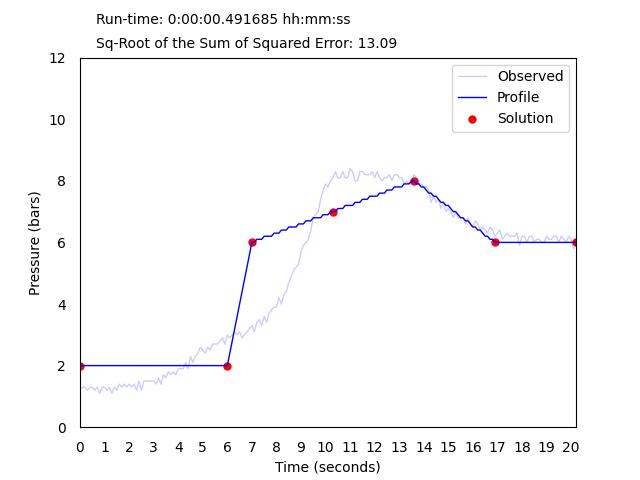 Run-time: 0:00:00.491685 hh:mm:ss
Sq-Root of the Sum of Squared Error: 13.09
12
10
8
6
4
2
0
Pressure (bars)
Observed
Profile
Solution
0 1 2 3 4 5 6 7 8 9 10 11 12 13 14 15 16 17 18 19 20
Time (seconds)